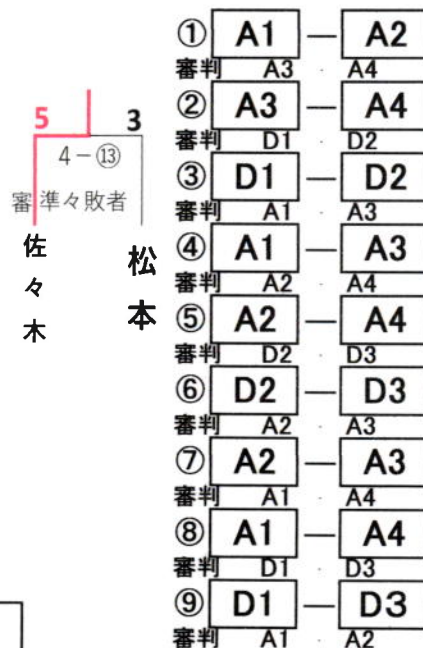 5 3
4-⑬
審 準々敗者
佐々木
松本
① A1 — A2
審判 A3 · A4
② A3 — A4
審判 D1 · D2
③ D1 — D2
審判 A1 · A3
④ A1 — A3
審判 A2 · A4
⑤ A2 — A4
審判 D2 · D3
⑥ D2 — D3
審判 A2 · A3
⑦ A2 — A3
審判 A1 · A4
⑧ A1 — A4
審判 D1 · D3
⑨ D1 — D3
審判 A1 · A2